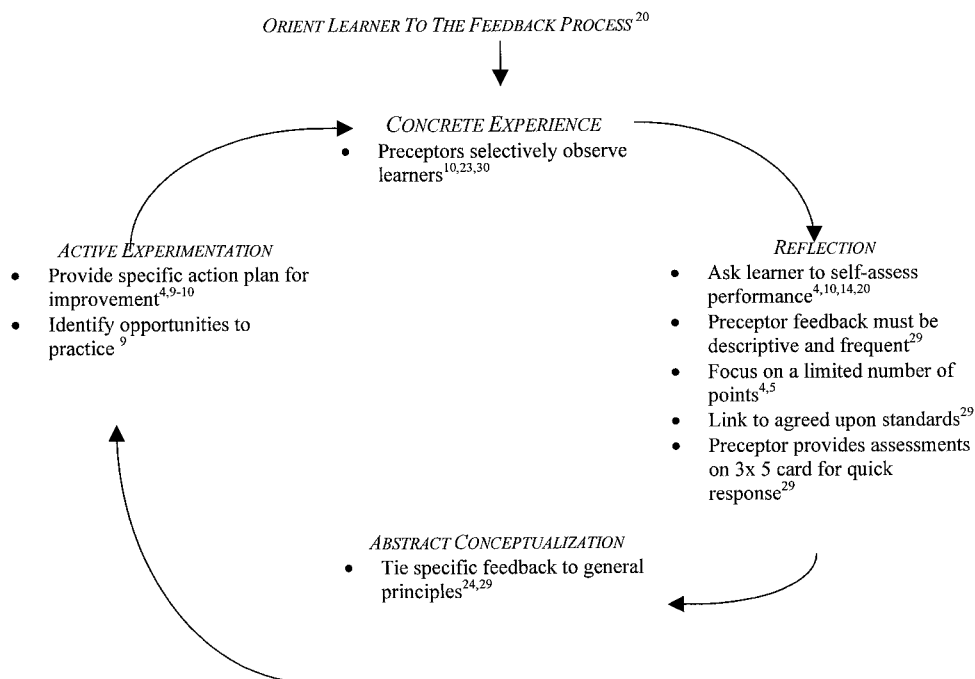 ORIENT LEARNER TO THE FEEDBACK PROCESS 20
CONCRETE EXPERIENCE
• Preceptors selectively observe
learners10,23,30
REFLECTION
• Ask learner to self-assess
performance4,10,14,20
• Preceptor feedback must be
descriptive and frequent29
• Focus on a limited number of
points4,5
• Link to agreed upon standards29
• Preceptor provides assessments
on 3x 5 card for quick
response29
ABSTRACT CONCEPTUALIZATION
• Tie specific feedback to general
principles24,29
ACTIVE EXPERIMENTATION
• Provide specific action plan for
improvement4,9-10
• Identify opportunities to
practice 9